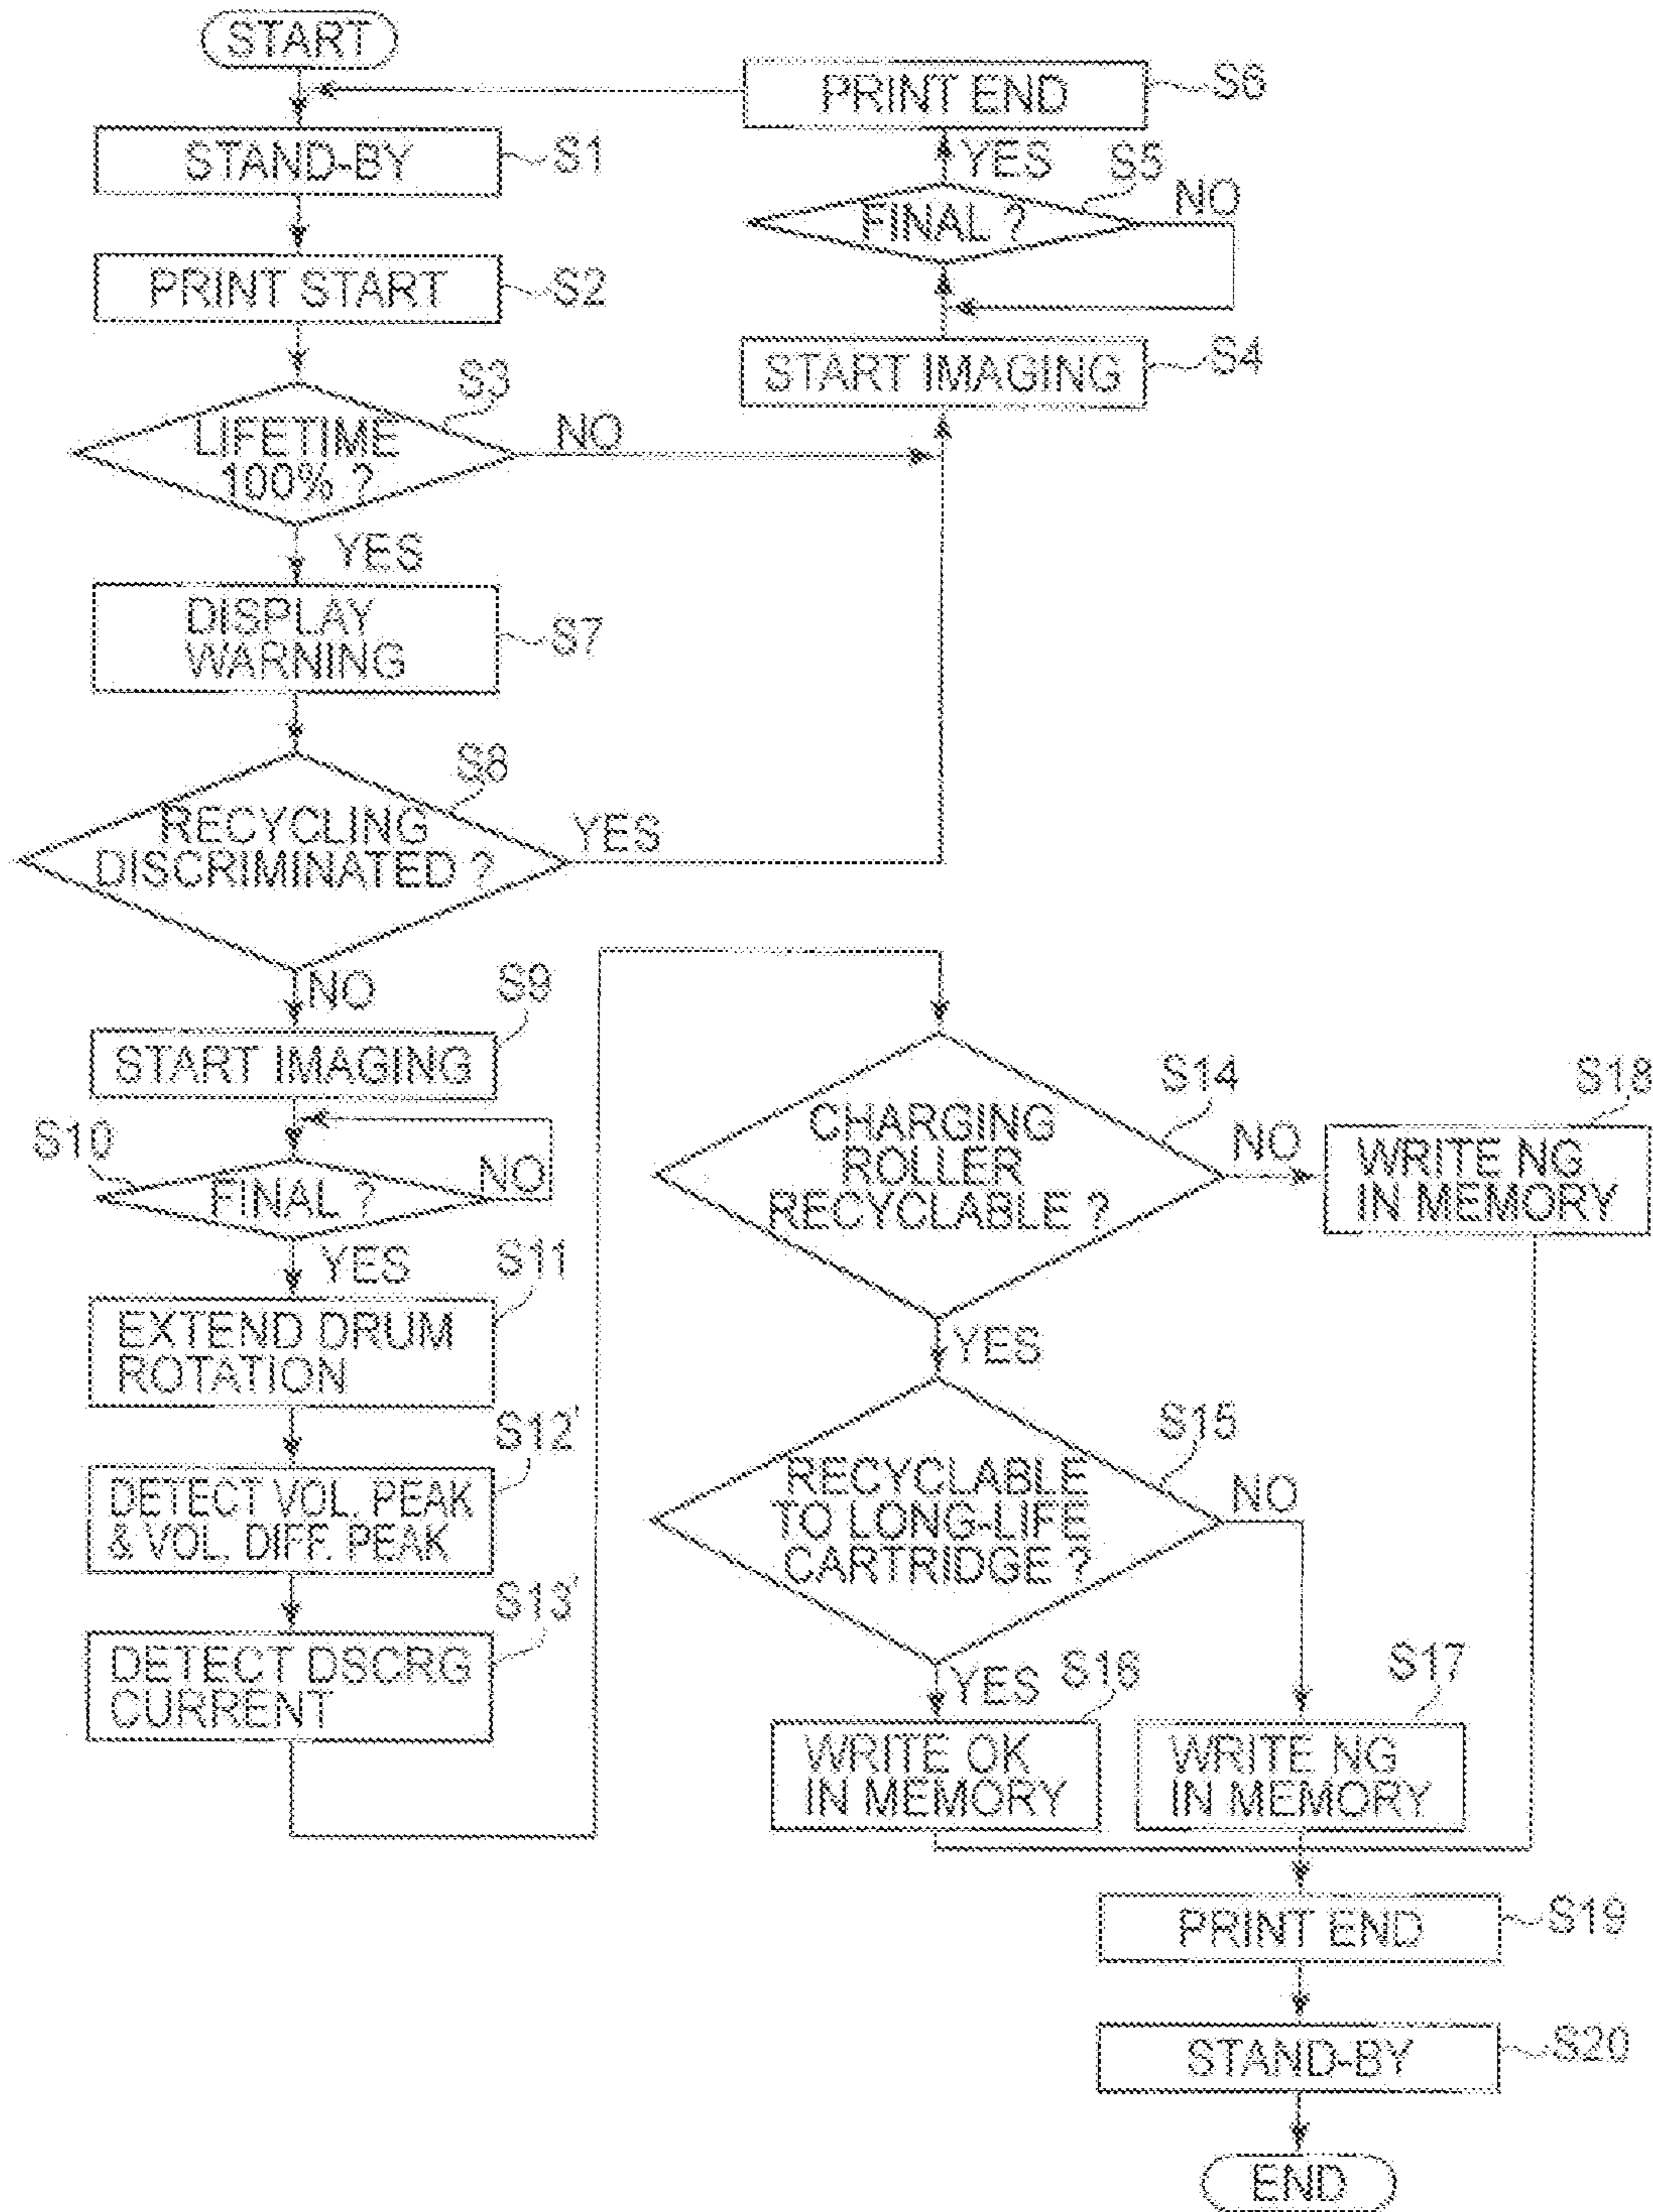 START
STAND-BY
S1
PRINT START
S2
LIFETIME
100% ?
S3
NO
YES
START IMAGING
S4
FINAL ?
S5
NO
YES
PRINT END
S6
DISPLAY
WARNING
S7
RECYCLING
DISCRIMINATED ?
S8
YES
NO
START IMAGING
S9
S10
FINAL ?
NO
YES
EXTEND DRUM
ROTATION
S11
DETECT VOL. PEAK
& VOL. DIFF. PEAK
S12'
DETECT DSCRG
CURRENT
S13'
CHARGING
ROLLER
RECYCLABLE ?
S14
NO
YES
WRITE NG
IN MEMORY
S18
RECYCLABLE
TO LONG-LIFE
CARTRIDGE ?
S15
NO
YES
WRITE OK
IN MEMORY
S16
WRITE NG
IN MEMORY
S17
PRINT END
S19
STAND-BY
S20
END